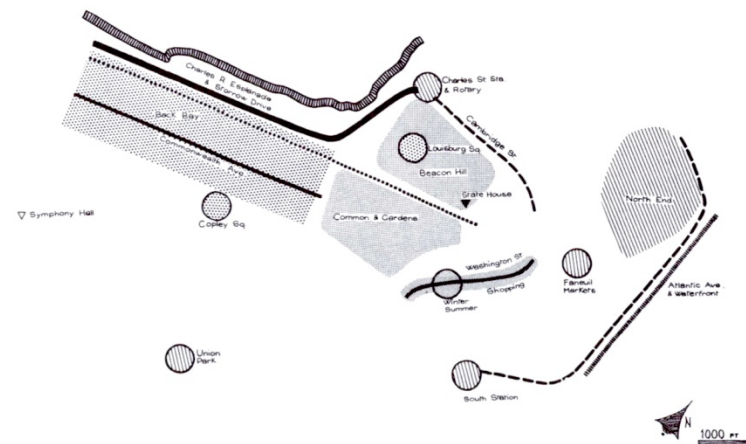 Charles St. Sta.
& Rotary
Charles R. Esplanade
& Storrow Drive
Back Bay
Commonwealth Ave
Cambridge St.
Louisburg Sq.
Beacon Hill
State House
North End
Symphony Hall
Copley Sq
Common & Gardens
Washington St
Shopping
Winter
Summer
Faneuil
Markets
Atlantic Ave.
& Waterfront
Union
Park
South Station
N
1000 FT